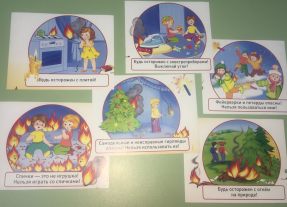 Будь осторожен с плитой!
Будь осторожен с электроприборами!
Выключай утюг!
Фейерверки и петарды опасны!
Нельзя пользоваться ими!
Спички — это не игрушка!
Нельзя играть со спичками!
Самодельные и неисправные гирлянды
опасны! Нельзя использовать их!
Будь осторожен с огнём
на природе!